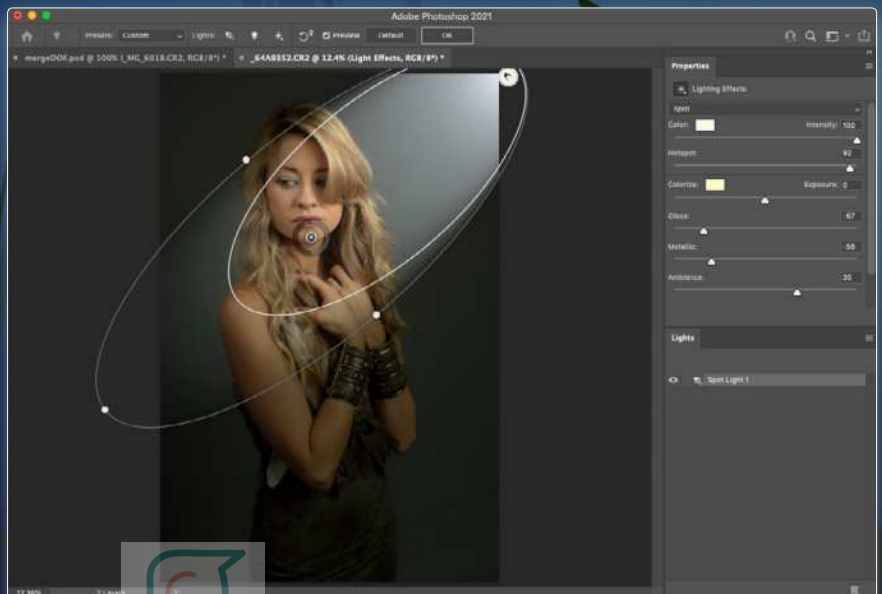 Adobe Photoshop 2021
Presets: Custom Lights: Preview Default OK
mergeDOF.psd @ 100% (_MG_6018.CR2, RGB/8*) *
_64A9352.CR2 @ 12.4% (Light Effects, RGB/8*) *
Properties
Lighting Effects
Spot
Color: Intensity: 100
Hotspot: 92
Colorize: Exposure: 0
Gloss: -67
Metallic: -58
Ambience: 20
Lights
Spot Light 1